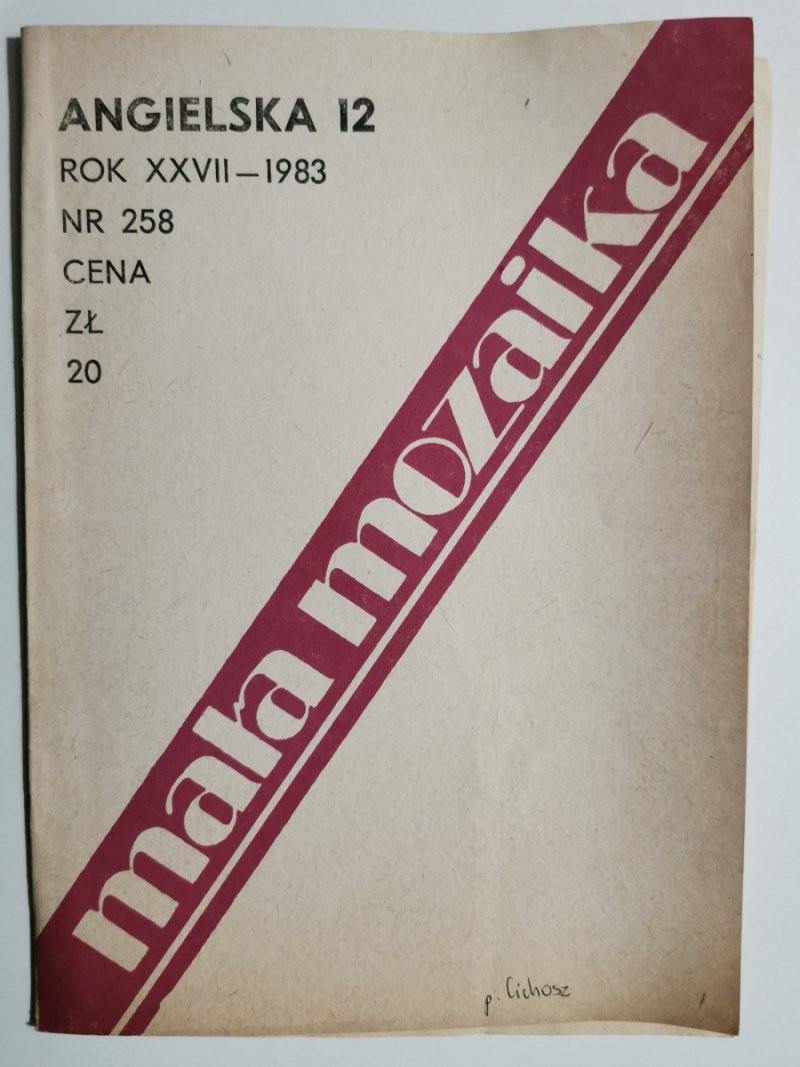 ANGIELSKA 12
ROK XXVII – 1983
NR 258
CENA
ZŁ
20
mała mozaika
p. Cichosz